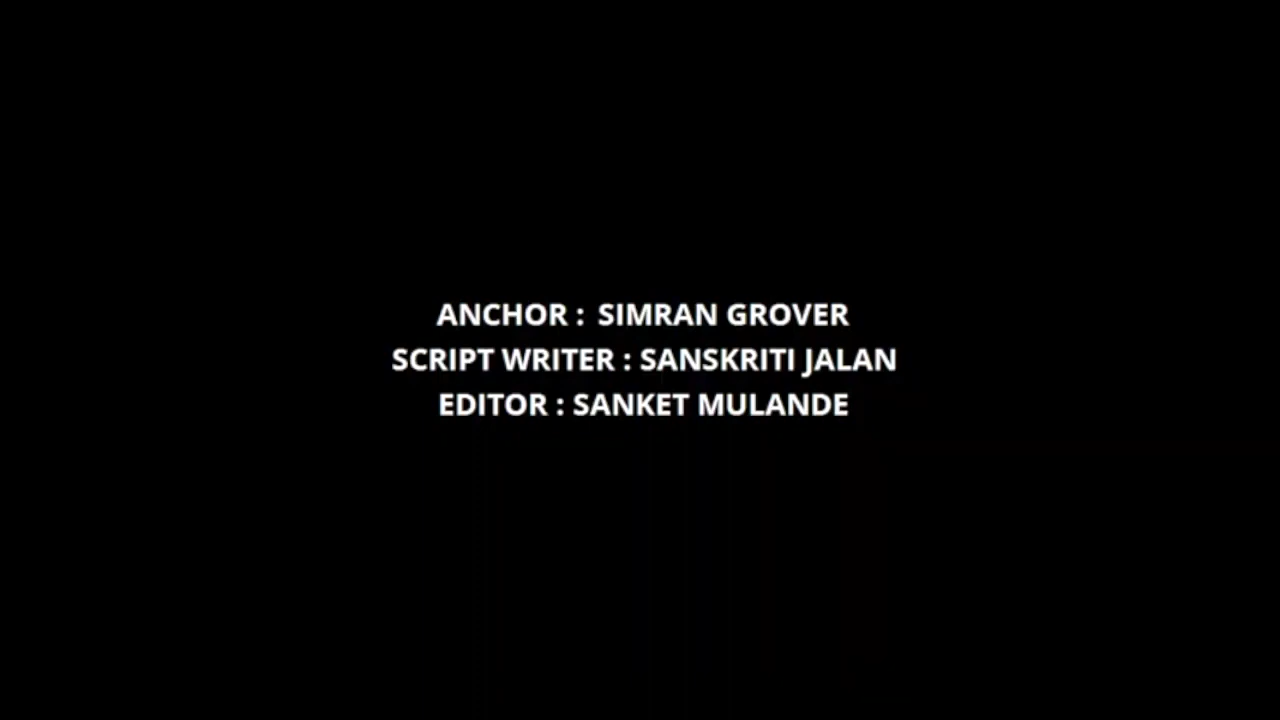 ANCHOR :  SIMRAN GROVER
SCRIPT WRITER : SANSKRITI JALAN
EDITOR : SANKET MULANDE